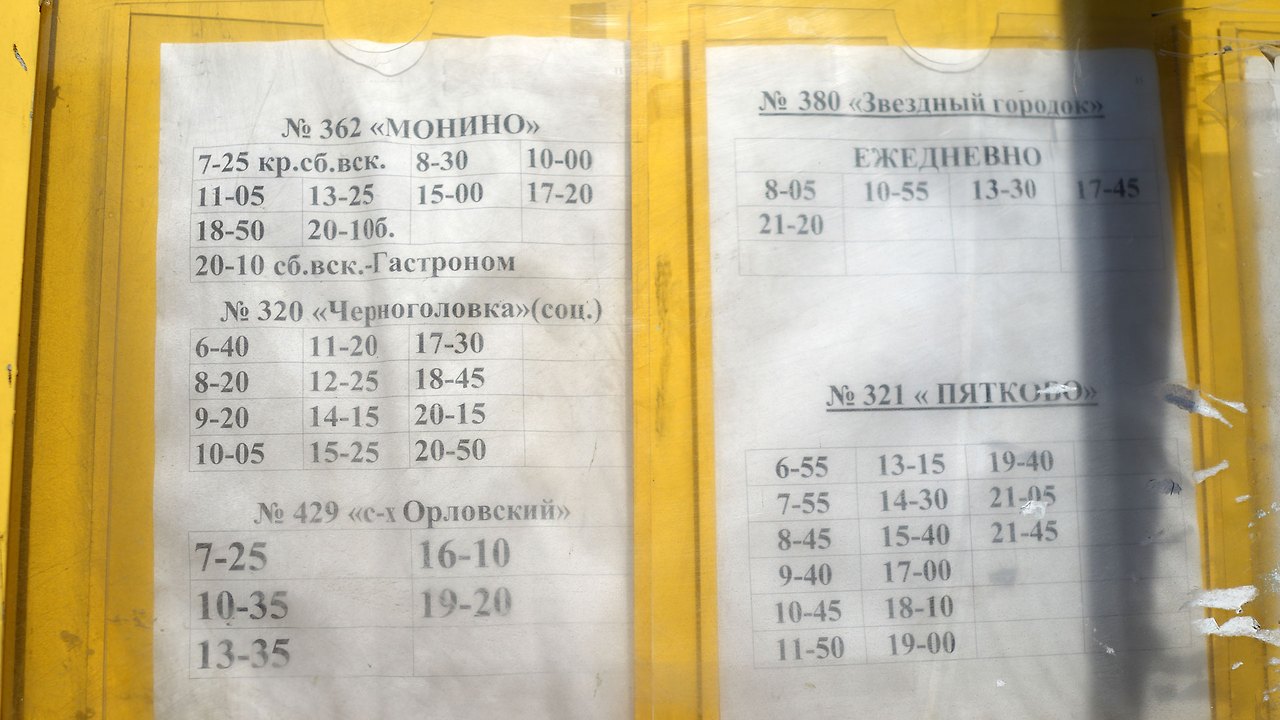 № 362 «МОНИНО»
7-25 кр.сб.вск. 8-30 10-00
11-05 13-25 15-00 17-20
18-50 20-10б.
20-10 сб.вск.-Гастроном
№ 320 «Черноголовка»(соц.)
6-40 11-20 17-30
8-20 12-25 18-45
9-20 14-15 20-15
10-05 15-25 20-50
№ 429 «с-х Орловский»
7-25 16-10
10-35 19-20
13-35
№ 380 «Звездный городок»
ЕЖЕДНЕВНО
8-05 10-55 13-30 17-45
21-20
№ 321 « ПЯТКОВО»
6-55 13-15 19-40
7-55 14-30 21-05
8-45 15-40 21-45
9-40 17-00
10-45 18-10
11-50 19-00